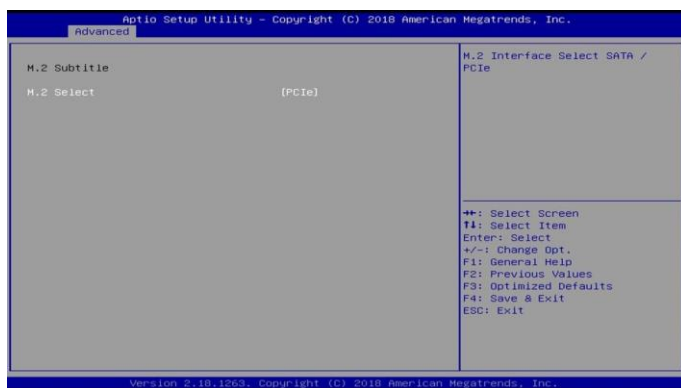 Aptio Setup Utility – Copyright (C) 2018 American Megatrends, Inc.
Advanced
M.2 Subtitle
M.2 Select [PCIe]
M.2 Interface Select SATA /
PCIe
→←: Select Screen
↑↓: Select Item
Enter: Select
+/-: Change Opt.
F1: General Help
F2: Previous Values
F3: Optimized Defaults
F4: Save & Exit
ESC: Exit
Version 2.18.1263. Copyright (C) 2018 American Megatrends, Inc.